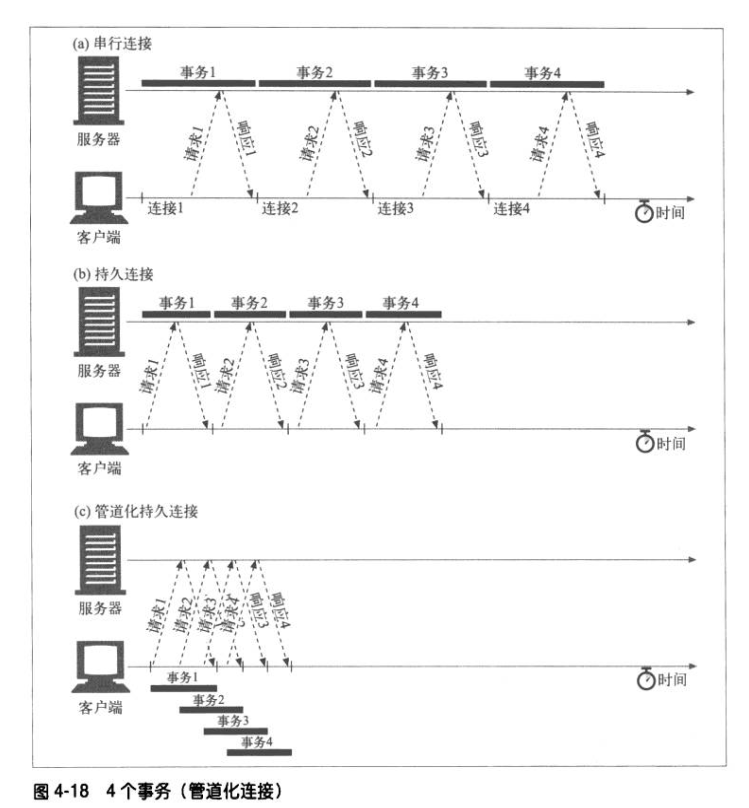 (a) 串行连接
事务1 事务2 事务3 事务4
服务器
请求1 响应1 请求2 响应2 请求3 响应3 请求4 响应4
连接1 连接2 连接3 连接4
时间
客户端
(b) 持久连接
事务1 事务2 事务3 事务4
服务器
请求1 响应1 请求2 响应2 请求3 响应3 请求4 响应4
时间
客户端
(c) 管道化持久连接
服务器
请求1 请求2 请求3 请求4 响应3 响应4
时间
客户端
事务1
事务2
事务3
事务4
图 4-18 4 个事务（管道化连接）